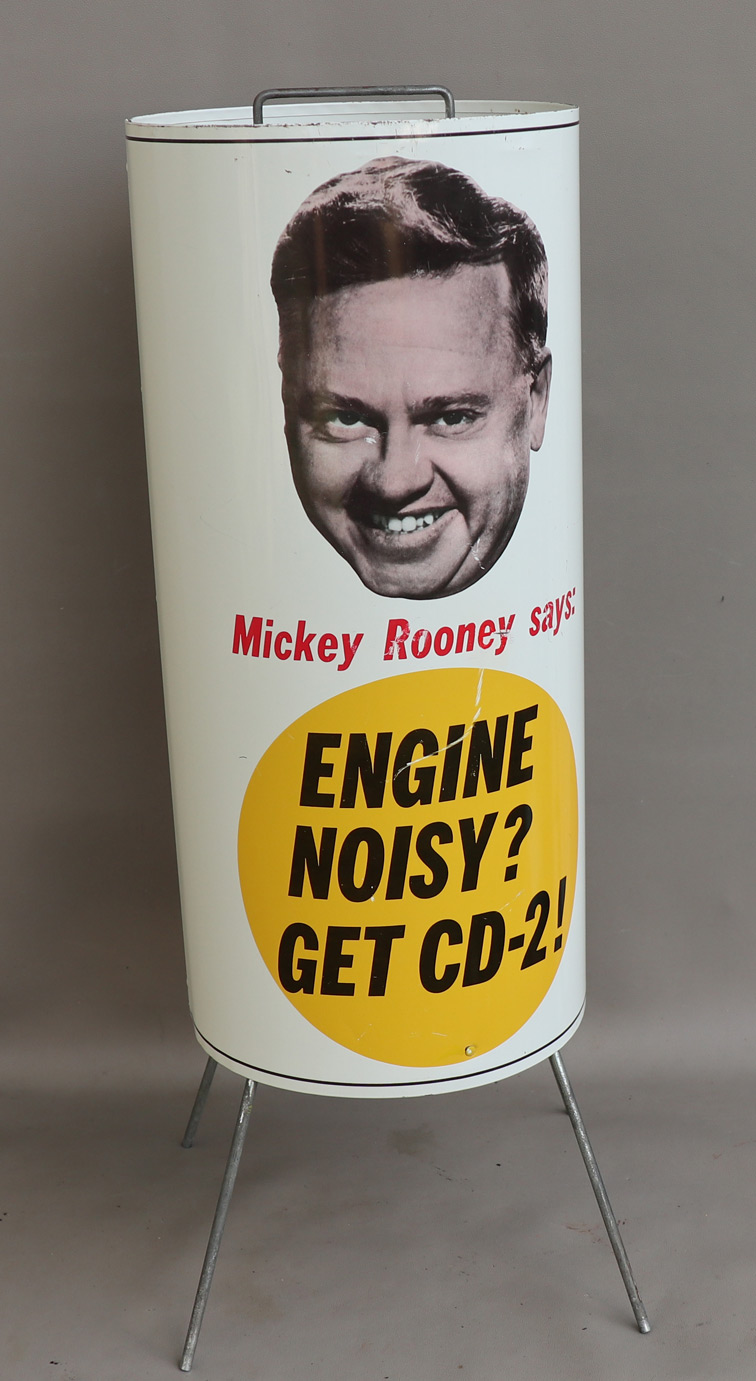 Mickey Rooney says:
ENGINE
NOISY?
GET CD-2!